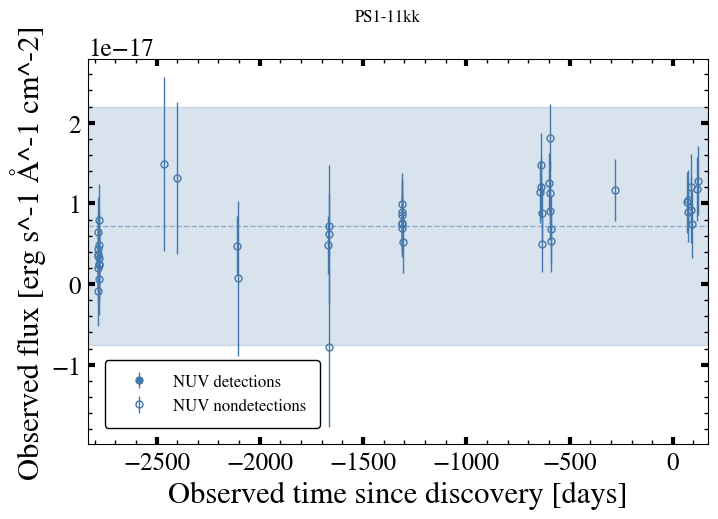 PS1-11kk
1e−17
Observed flux [erg s^-1 Å^-1 cm^-2]
2
1
0
−1
NUV detections
NUV nondetections
−2500 −2000 −1500 −1000 −500 0
Observed time since discovery [days]